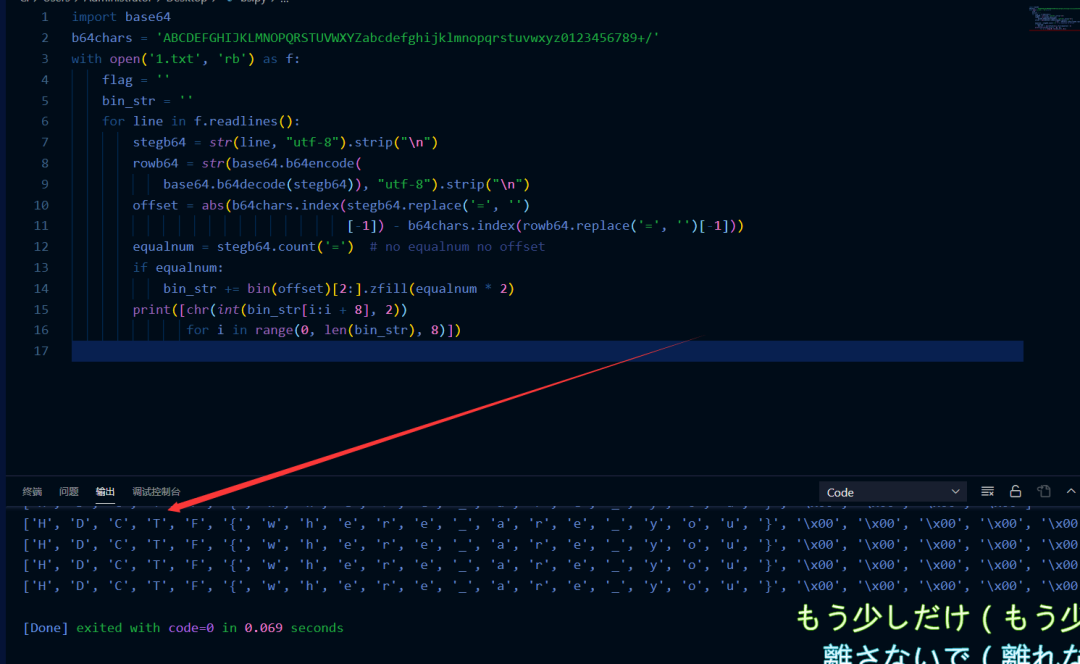 1 import base64
2 b64chars = 'ABCDEFGHIJKLMNOPQRSTUVWXYZabcdefghijklmnopqrstuvwxyz0123456789+/'
3 with open('1.txt', 'rb') as f:
4 flag = ''
5 bin_str = ''
6 for line in f.readlines():
7 stegb64 = str(line, "utf-8").strip("\n")
8 rowb64 = str(base64.b64encode(
9 base64.b64decode(stegb64)), "utf-8").strip("\n")
10 offset = abs(b64chars.index(stegb64.replace('=', '')
11 [-1]) - b64chars.index(rowb64.replace('=', '')[-1]))
12 equalnum = stegb64.count('=')  # no equalnum no offset
13 if equalnum:
14 bin_str += bin(offset)[2:].zfill(equalnum * 2)
15 print([chr(int(bin_str[i:i + 8], 2))
16 for i in range(0, len(bin_str), 8)])
17
终端 问题 输出 调试控制台 Code
['H', 'D', 'C', 'T', 'F', '{', 'w', 'h', 'e', 'r', 'e', '_', 'a', 'r', 'e', '_', 'y', 'o', 'u', '}', '\x00', '\x00', '\x00', '\x00', '\x00
['H', 'D', 'C', 'T', 'F', '{', 'w', 'h', 'e', 'r', 'e', '_', 'a', 'r', 'e', '_', 'y', 'o', 'u', '}', '\x00', '\x00', '\x00', '\x00', '\x00
['H', 'D', 'C', 'T', 'F', '{', 'w', 'h', 'e', 'r', 'e', '_', 'a', 'r', 'e', '_', 'y', 'o', 'u', '}', '\x00', '\x00', '\x00', '\x00', '\x00
['H', 'D', 'C', 'T', 'F', '{', 'w', 'h', 'e', 'r', 'e', '_', 'a', 'r', 'e', '_', 'y', 'o', 'u', '}', '\x00', '\x00', '\x00', '\x00', '\x00
[Done] exited with code=0 in 0.069 seconds
もう少しだけ ( もう少
離さないで ( 離れな